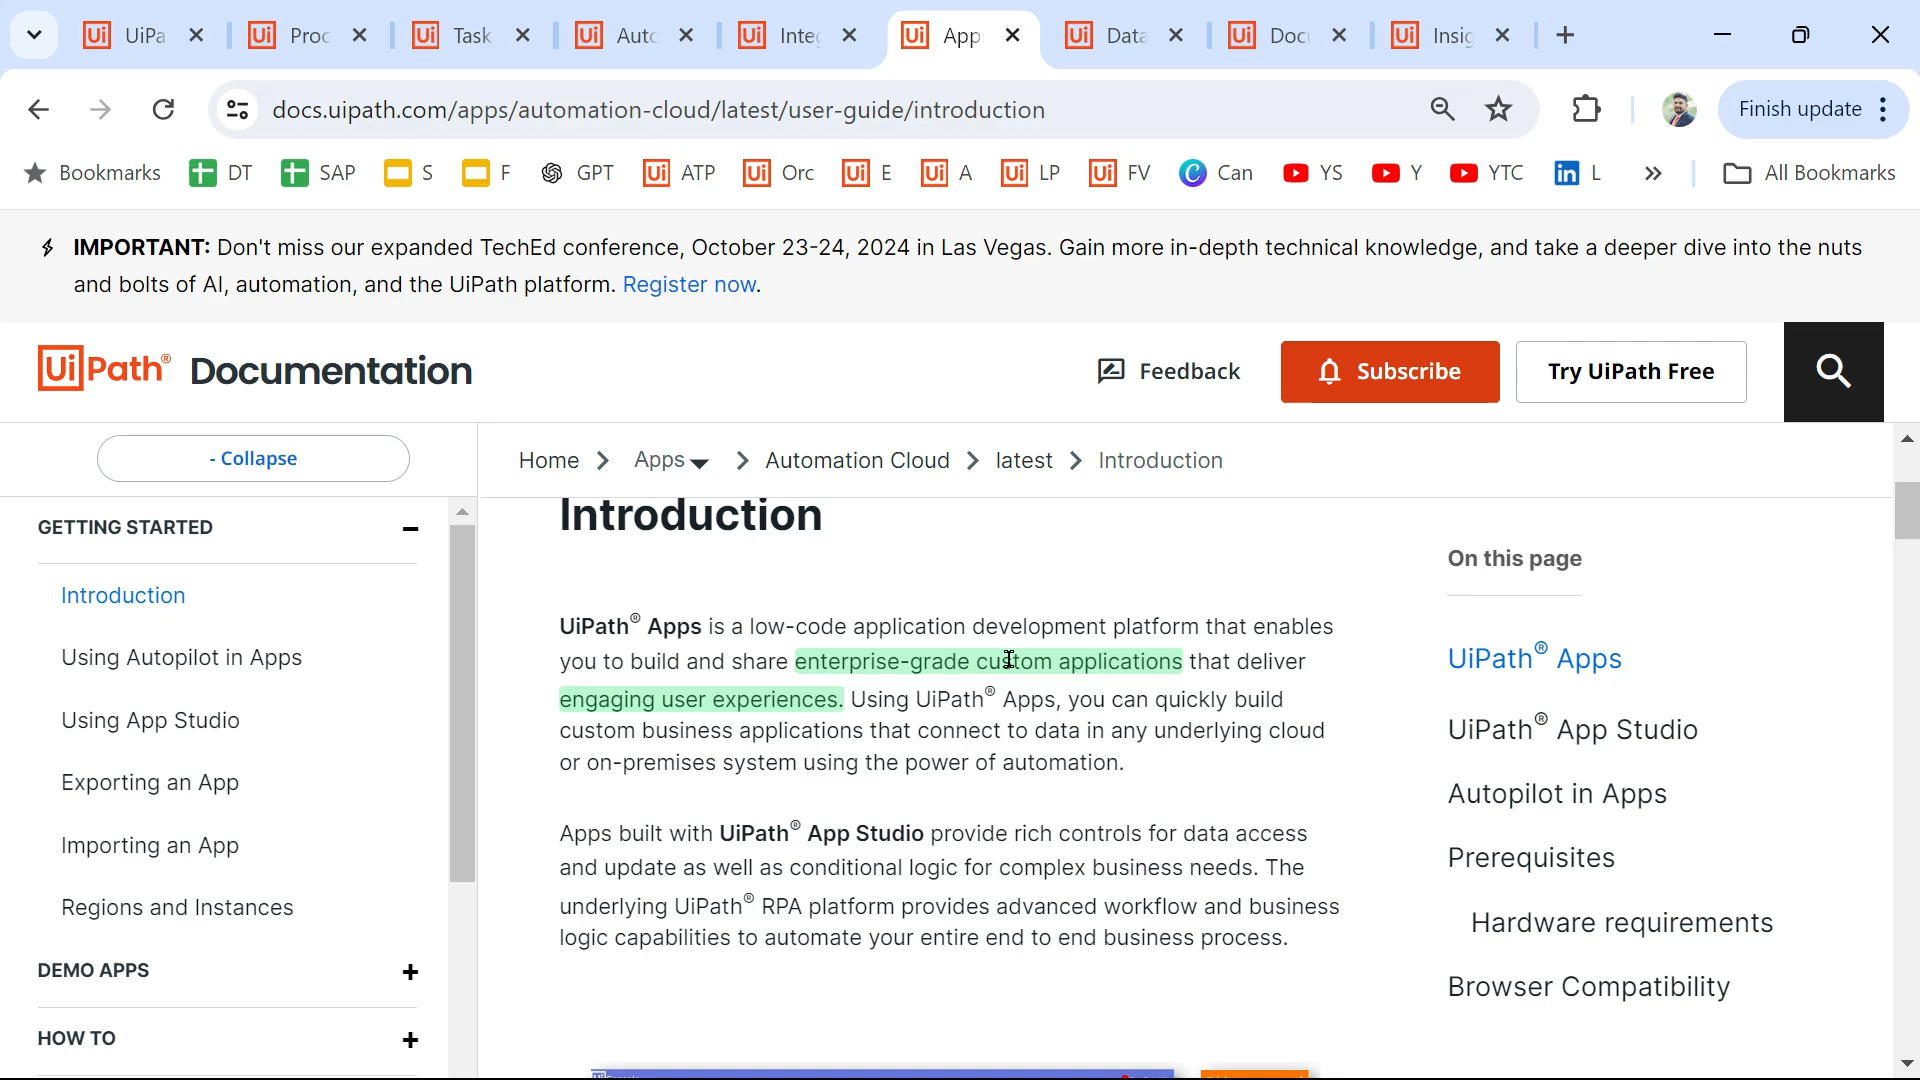 UiPa
Proc
Task
Auto
Inte
App
Data
Docu
Insig
docs.uipath.com/apps/automation-cloud/latest/user-guide/introduction
Finish update
Bookmarks
DT
SAP
S
F
GPT
ATP
Orc
E
A
LP
FV
Can
YS
Y
YTC
L
All Bookmarks
IMPORTANT: Don't miss our expanded TechEd conference, October 23-24, 2024 in Las Vegas. Gain more in-depth technical knowledge, and take a deeper dive into the nuts
and bolts of AI, automation, and the UiPath platform. Register now.
UiPath® Documentation
Feedback
Subscribe
Try UiPath Free
- Collapse
Home > Apps > Automation Cloud > latest > Introduction
GETTING STARTED
Introduction
Using Autopilot in Apps
Using App Studio
Exporting an App
Importing an App
Regions and Instances
DEMO APPS
HOW TO
Introduction
UiPath® Apps is a low-code application development platform that enables
you to build and share enterprise-grade custom applications that deliver
engaging user experiences. Using UiPath® Apps, you can quickly build
custom business applications that connect to data in any underlying cloud
or on-premises system using the power of automation.
Apps built with UiPath® App Studio provide rich controls for data access
and update as well as conditional logic for complex business needs. The
underlying UiPath® RPA platform provides advanced workflow and business
logic capabilities to automate your entire end to end business process.
On this page
UiPath® Apps
UiPath® App Studio
Autopilot in Apps
Prerequisites
Hardware requirements
Browser Compatibility